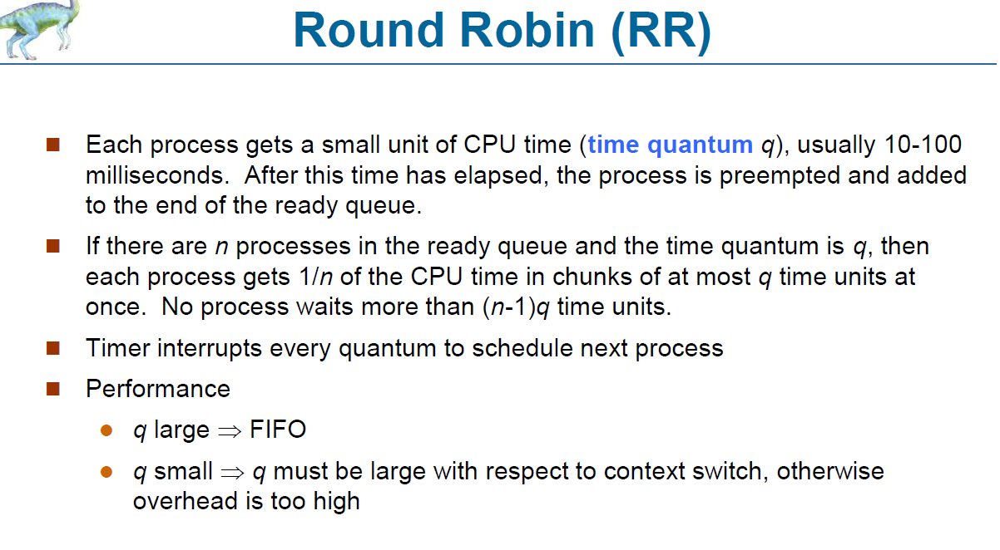 Round Robin (RR)
Each process gets a small unit of CPU time (time quantum q), usually 10-100
milliseconds. After this time has elapsed, the process is preempted and added
to the end of the ready queue.
If there are n processes in the ready queue and the time quantum is q, then
each process gets 1/n of the CPU time in chunks of at most q time units at
once. No process waits more than (n-1)q time units.
Timer interrupts every quantum to schedule next process
Performance
q large ⇒ FIFO
q small ⇒ q must be large with respect to context switch, otherwise
overhead is too high